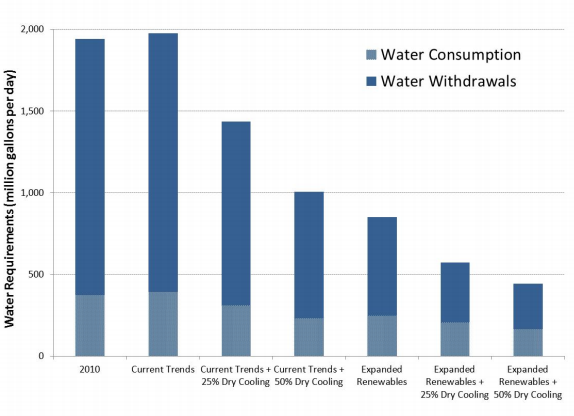 Water Requirements (million gallons per day)
2,000
1,500
1,000
500
0
Water Consumption
Water Withdrawals
2010
Current Trends
Current Trends +
25% Dry Cooling
Current Trends +
50% Dry Cooling
Expanded
Renewables
Expanded
Renewables +
25% Dry Cooling
Expanded
Renewables +
50% Dry Cooling